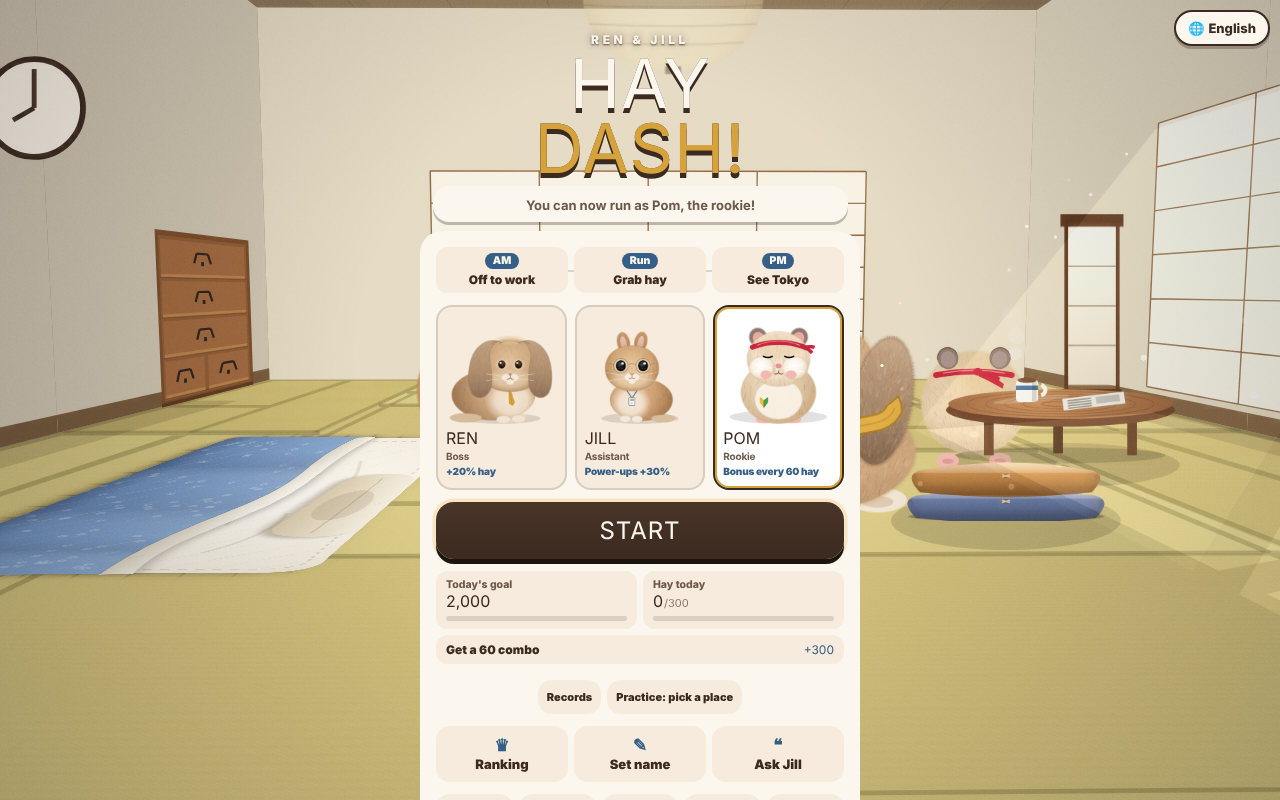 🌐 English
REN & JILL
HAY
DASH!
You can now run as Pom, the rookie!
AM
Off to work
Run
Grab hay
PM
See Tokyo
REN
Boss
+20% hay
JILL
Assistant
Power-ups +30%
POM
Rookie
Bonus every 60 hay
START
Today's goal
2,000
Hay today
0/300
Get a 60 combo
+300
Records
Practice: pick a place
Ranking
Set name
❝
Ask Jill